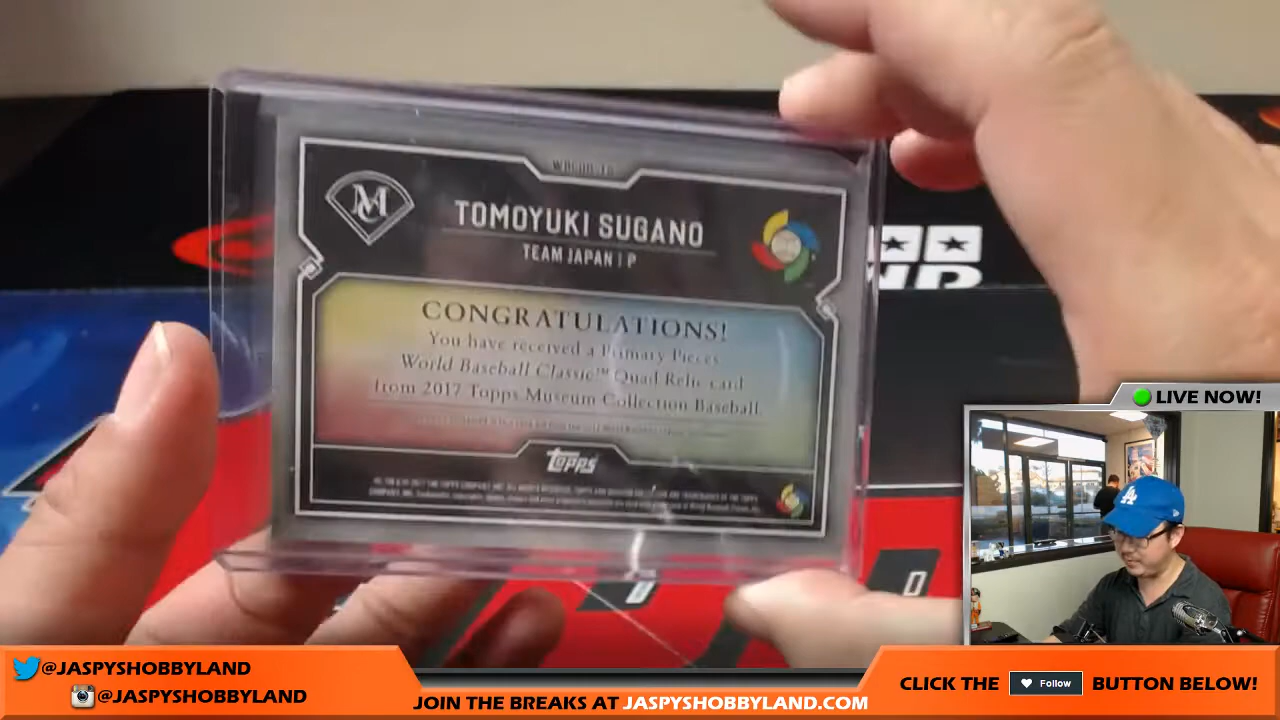 MC
TOMOYUKI SUGANO
TEAM JAPAN | P
CONGRATULATIONS!
You have received a Primary Pieces
World Baseball Classic™ Quad Relic card
from 2017 Topps Museum Collection Baseball.
Topps
LIVE NOW!
LA
@JASPYSHOBBYLAND
@JASPYSHOBBYLAND
JOIN THE BREAKS AT JASPYSHOBBYLAND.COM
CLICK THE Follow BUTTON BELOW!